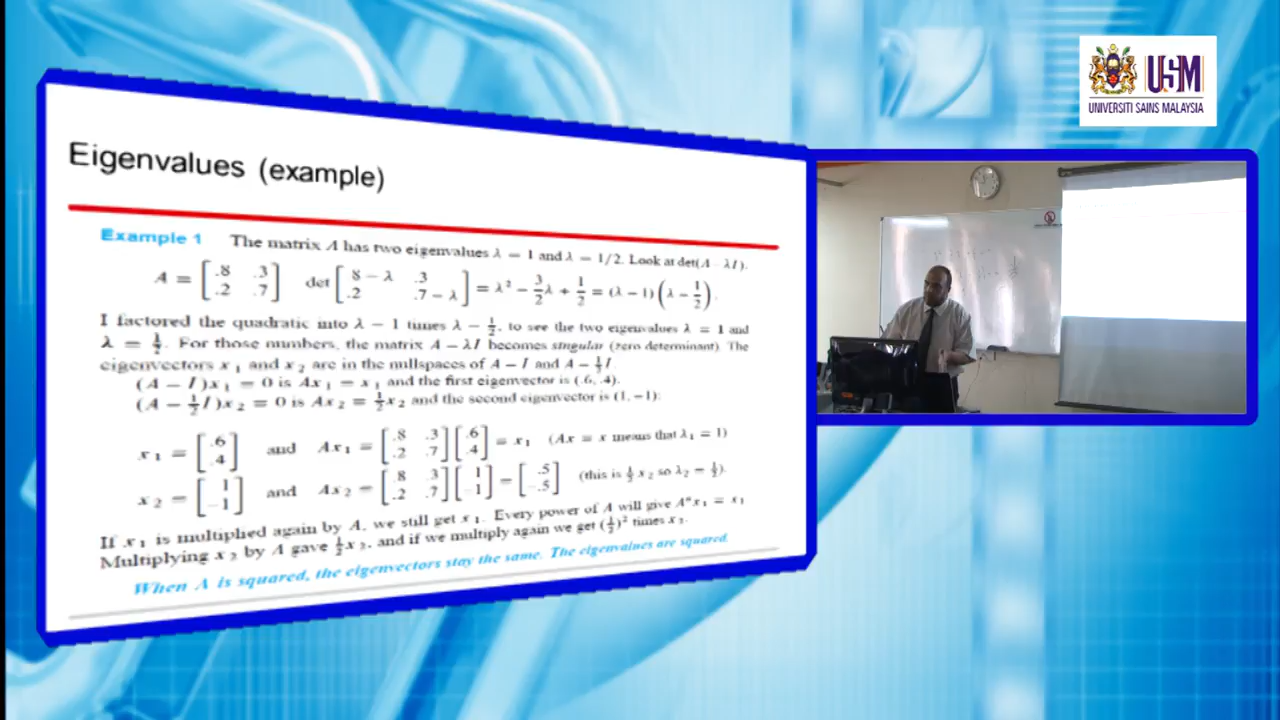 USM
UNIVERSITI SAINS MALAYSIA
Eigenvalues (example)
Example 1 The matrix A has two eigenvalues λ = 1 and λ = 1/2. Look at det(A − λI).
A = [.8 .3; .2 .7] det [.8 − λ .3; .2 .7 − λ] = λ² − 3/2 λ + 1/2 = (λ − 1)(λ − 1/2).
I factored the quadratic into λ − 1 times λ − 1/2, to see the two eigenvalues λ = 1 and
λ = 1/2. For those numbers, the matrix A − λI becomes singular (zero determinant). The
eigenvectors x₁ and x₂ are in the nullspaces of A − I and A − 1/2 I.
(A − I)x₁ = 0 is Ax₁ = x₁ and the first eigenvector is (.6, .4).
(A − 1/2 I)x₂ = 0 is Ax₂ = 1/2 x₂ and the second eigenvector is (1, −1):
x₁ = [.6; .4] and Ax₁ = [.8 .3; .2 .7] [.6; .4] = x₁ (Ax = x means that λ₁ = 1)
x₂ = [1; −1] and Ax₂ = [.8 .3; .2 .7] [1; −1] = [.5; −.5] (this is 1/2 x₂ so λ₂ = 1/2).
If x₁ is multiplied again by A, we still get x₁. Every power of A will give Aⁿx₁ = x₁
Multiplying x₂ by A gave 1/2 x₂, and if we multiply again we get (1/2)² times x₂.
When A is squared, the eigenvectors stay the same. The eigenvalues are squared.